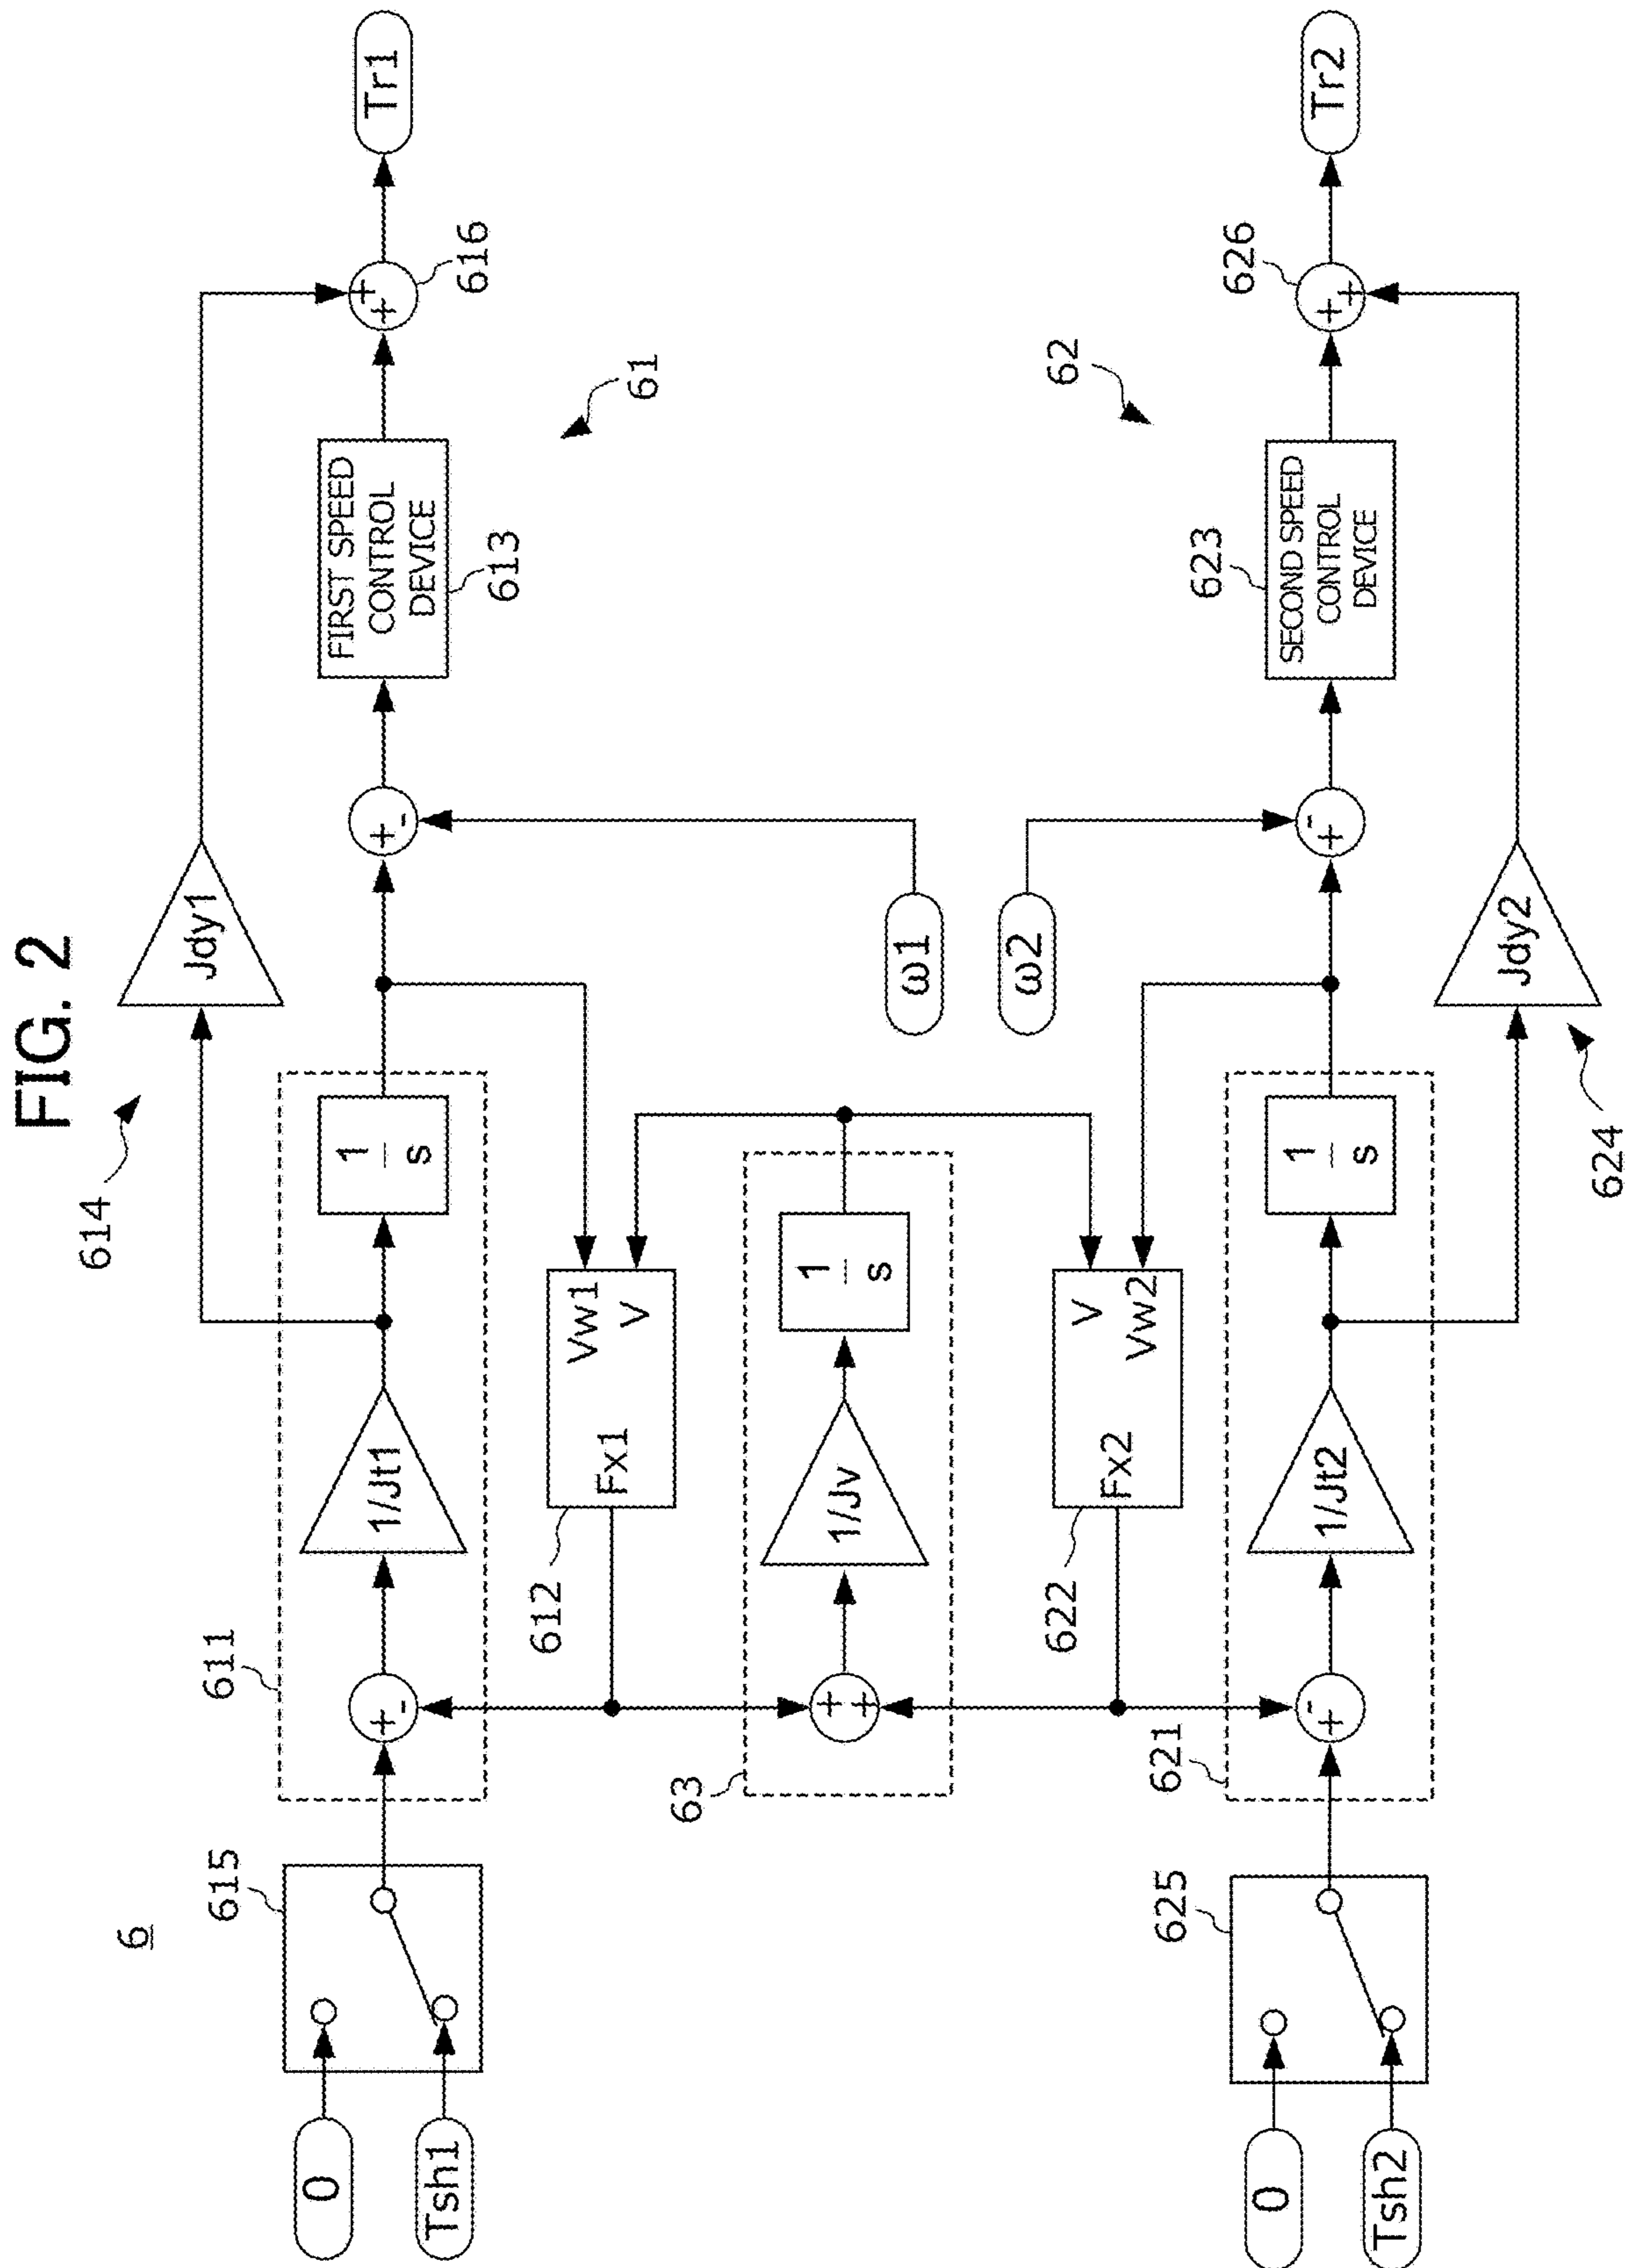 FIG. 2
6
615
0
Tsh1
611
+
-
1/Jt1
1
s
614
Jdy1
+
-
FIRST SPEED
CONTROL
DEVICE
613
61
+
+
616
Tr1
612
Fx1
Vw1
V
ω1
63
+
+
1/Jv
1
s
622
Fx2
V
Vw2
ω2
625
0
Tsh2
621
+
-
1/Jt2
1
s
624
Jdy2
+
-
SECOND SPEED
CONTROL
DEVICE
623
62
+
+
626
Tr2